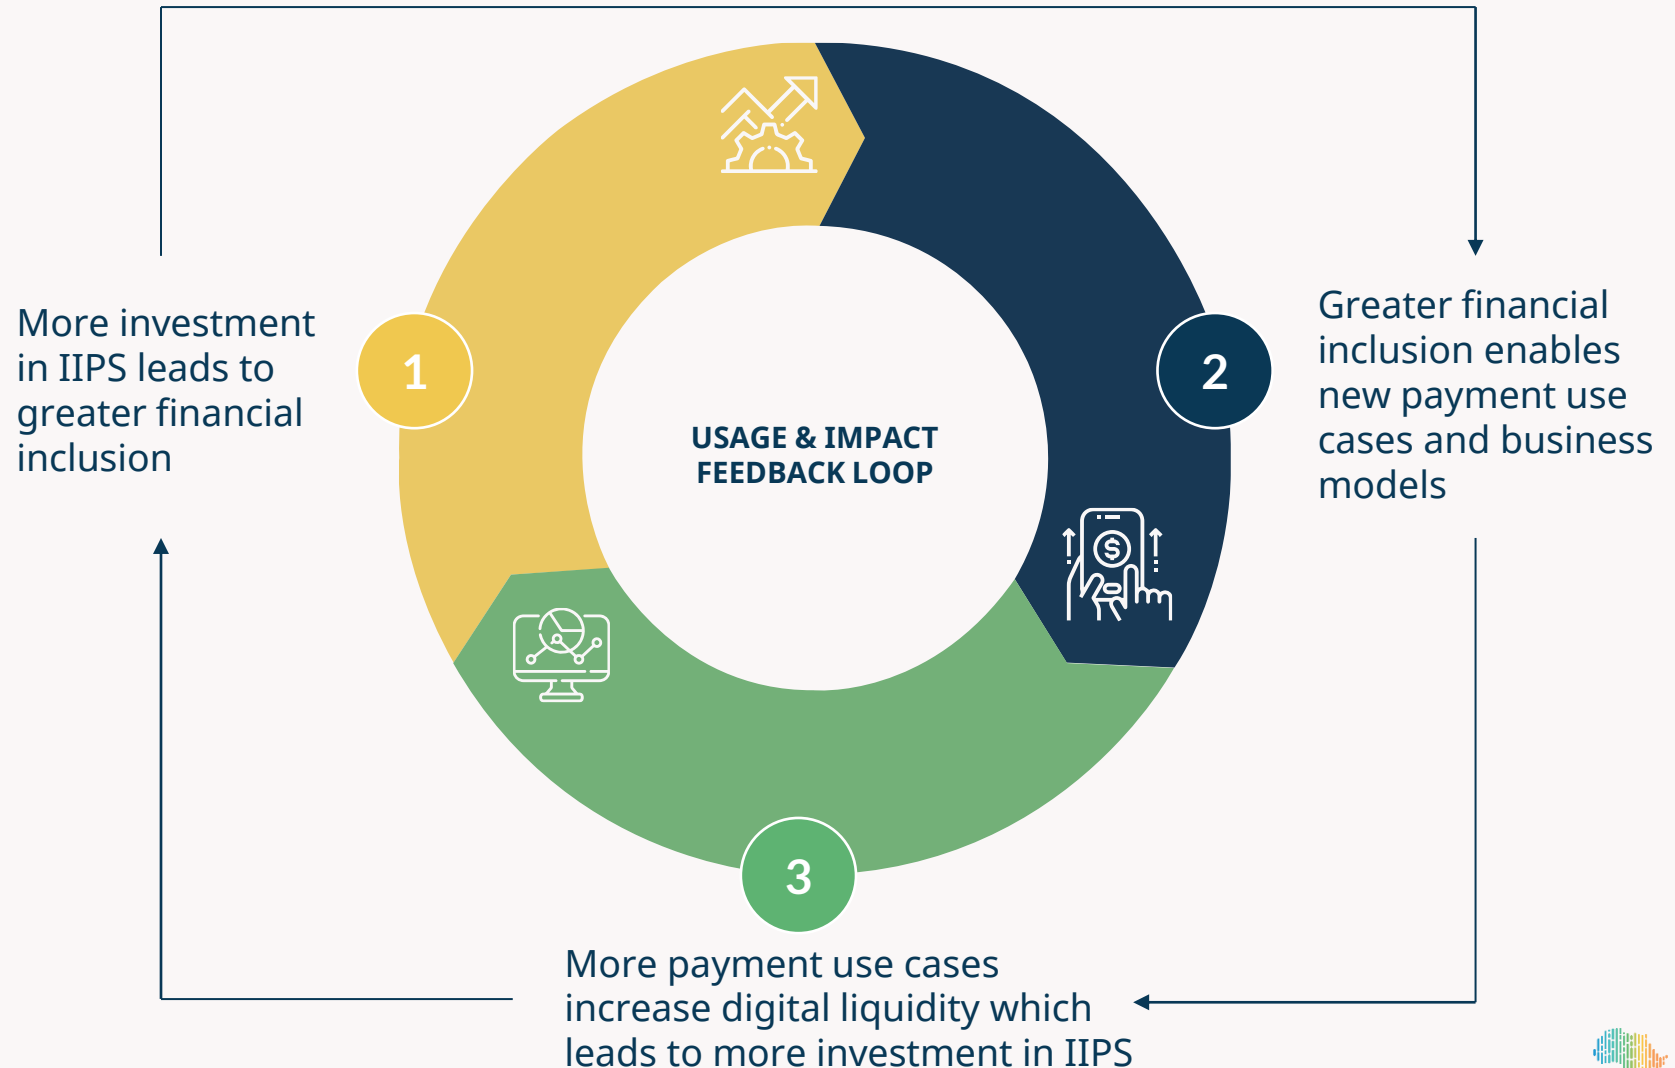 More investment
in IIPS leads to
greater financial
inclusion
1
USAGE & IMPACT
FEEDBACK LOOP
2
Greater financial
inclusion enables
new payment use
cases and business
models
$
3
More payment use cases
increase digital liquidity which
leads to more investment in IIPS